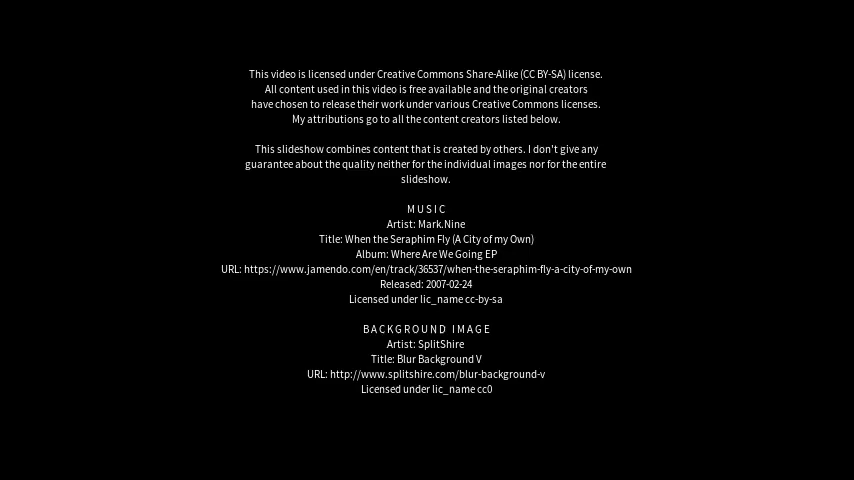 This video is licensed under Creative Commons Share-Alike (CC BY-SA) license.
All content used in this video is free available and the original creators
have chosen to release their work under various Creative Commons licenses.
My attributions go to all the content creators listed below.
This slideshow combines content that is created by others. I don't give any
guarantee about the quality neither for the individual images nor for the entire
slideshow.
MUSIC
Artist: Mark.Nine
Title: When the Seraphim Fly (A City of my Own)
Album: Where Are We Going EP
URL: https://www.jamendo.com/en/track/36537/when-the-seraphim-fly-a-city-of-my-own
Released: 2007-02-24
Licensed under lic_name cc-by-sa
BACKGROUND IMAGE
Artist: SplitShire
Title: Blur Background V
URL: http://www.splitshire.com/blur-background-v
Licensed under lic_name cc0